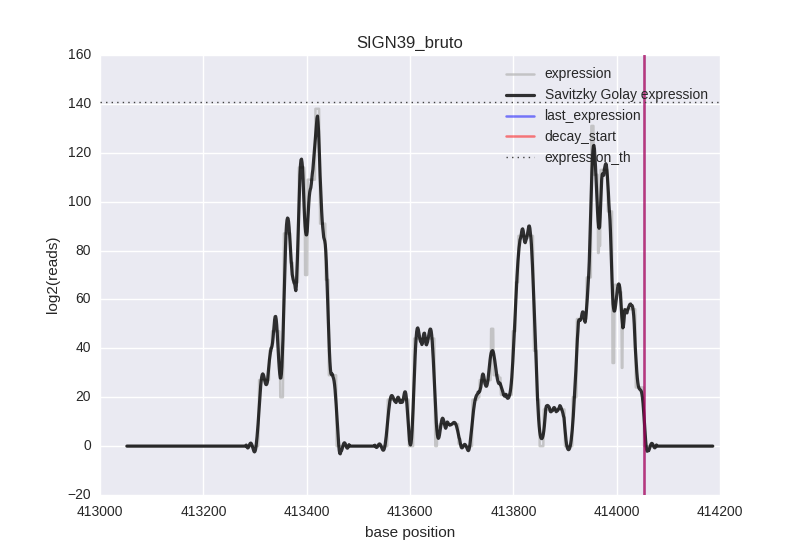 SIGN39_bruto
expression
Savitzky Golay expression
last_expression
decay_start
expression_th
160
140
120
100
80
60
40
20
0
−20
log2(reads)
413000
413200
413400
413600
413800
414000
414200
base position